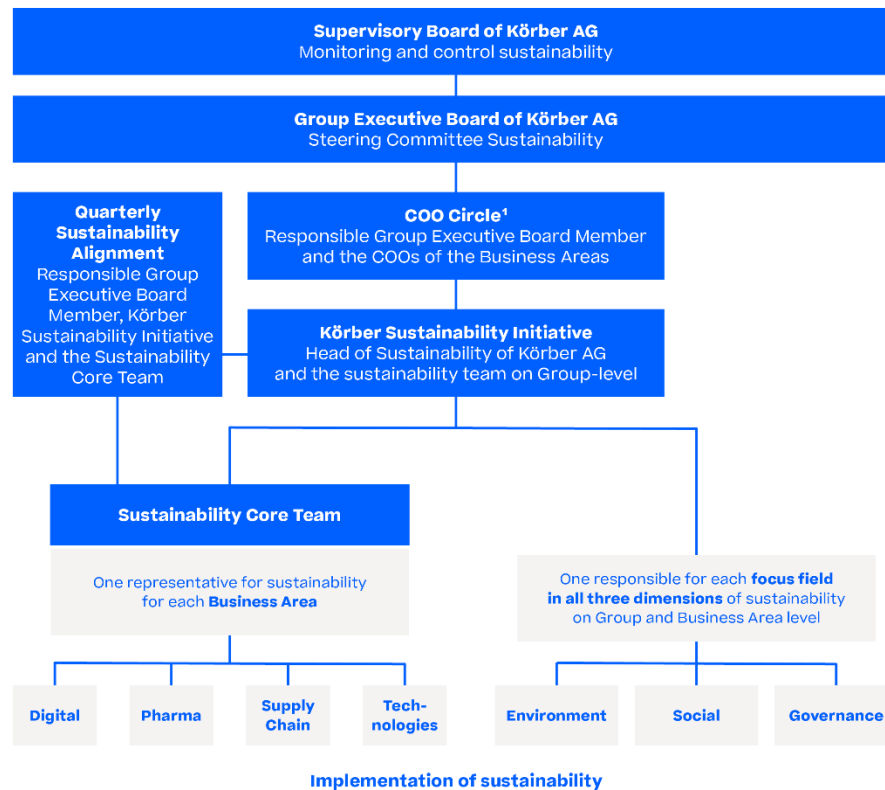 Supervisory Board of Körber AG
Monitoring and control sustainability
Group Executive Board of Körber AG
Steering Committee Sustainability
Quarterly
Sustainability
Alignment
Responsible Group
Executive Board
Member, Körber
Sustainability Initiative
and the Sustainability
Core Team
COO Circle¹
Responsible Group Executive Board Member
and the COOs of the Business Areas
Körber Sustainability Initiative
Head of Sustainability of Körber AG
and the sustainability team on Group-level
Sustainability Core Team
One representative for sustainability
for each Business Area
One responsible for each focus field
in all three dimensions of sustainability
on Group and Business Area level
Digital
Pharma
Supply
Chain
Tech-
nologies
Environment
Social
Governance
Implementation of sustainability